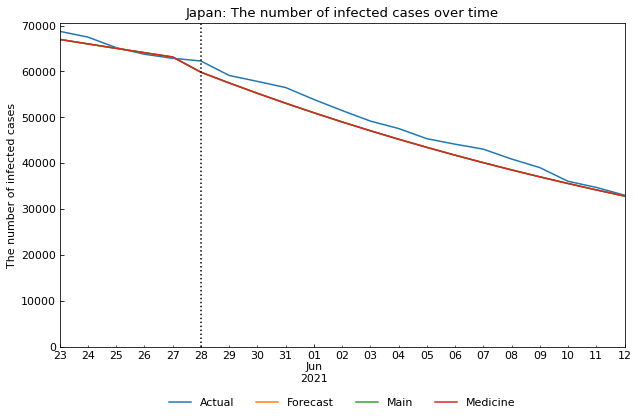 Japan: The number of infected cases over time
The number of infected cases
70000
60000
50000
40000
30000
20000
10000
0
23 24 25 26 27 28 29 30 31 01 02 03 04 05 06 07 08 09 10 11 12
Jun
2021
Actual Forecast Main Medicine